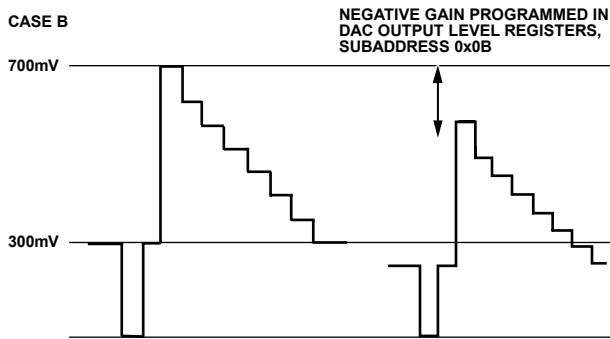 CASE B
NEGATIVE GAIN PROGRAMMED IN
DAC OUTPUT LEVEL REGISTERS,
SUBADDRESS 0x0B
700mV
300mV